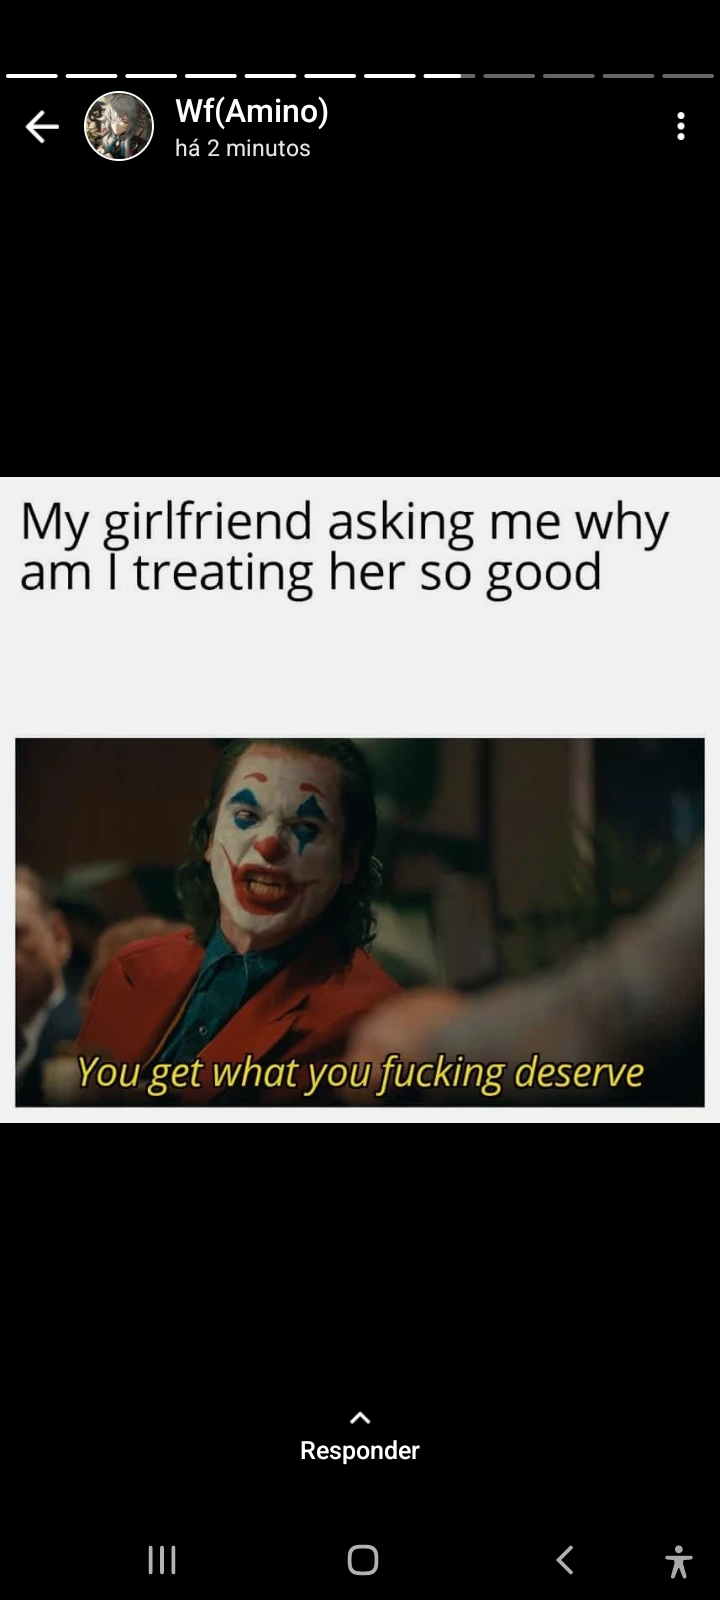 Wf(Amino)
há 2 minutos
My girlfriend asking me why
am I treating her so good
You get what you fucking deserve
Responder